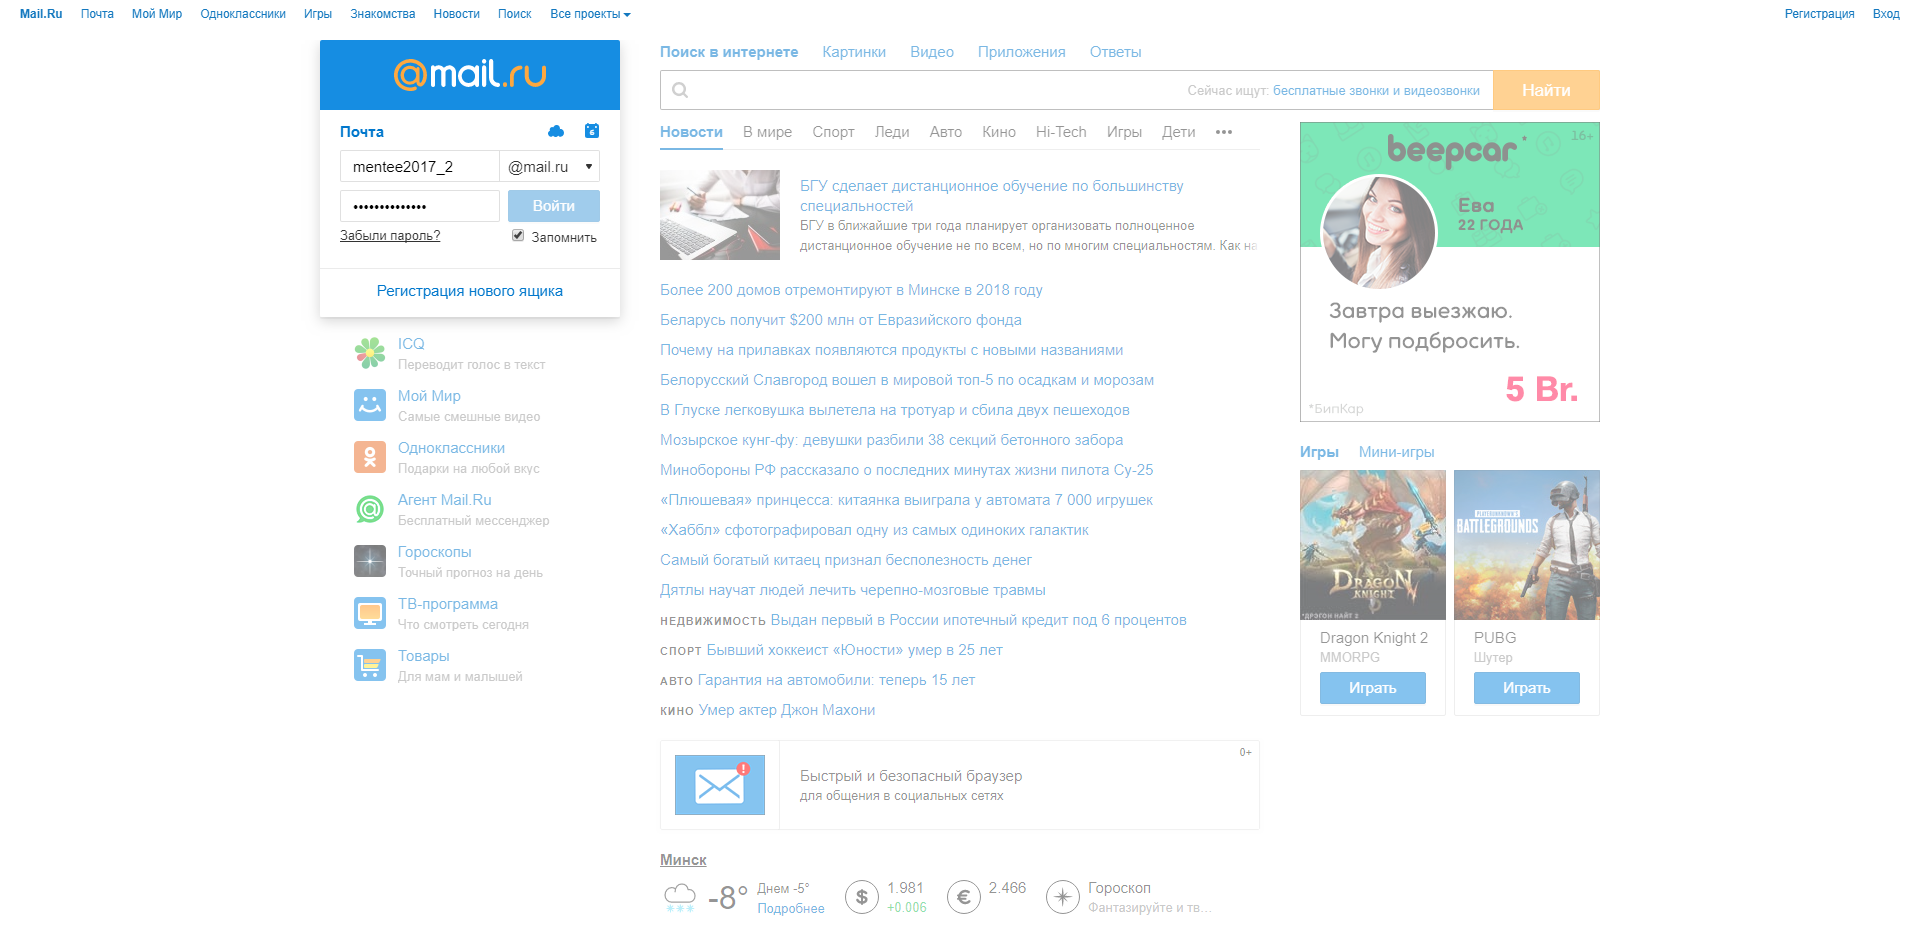 Mail.Ru Почта Мой Мир Одноклассники Игры Знакомства Новости Поиск Все проекты Регистрация Вход
@mail.ru
Почта
6
mentee2017_2 @mail.ru
•••••••••••••• Войти
Забыли пароль? Запомнить
Регистрация нового ящика
ICQ
Переводит голос в текст
Мой Мир
Самые смешные видео
Одноклассники
Подарки на любой вкус
Агент Mail.Ru
Бесплатный мессенджер
Гороскопы
Точный прогноз на день
ТВ-программа
Что смотреть сегодня
Товары
Для мам и малышей
Поиск в интернете Картинки Видео Приложения Ответы
Сейчас ищут: бесплатные звонки и видеозвонки Найти
Новости В мире Спорт Леди Авто Кино Hi-Tech Игры Дети •••
БГУ сделает дистанционное обучение по большинству
специальностей
БГУ в ближайшие три года планирует организовать полноценное
дистанционное обучение не по всем, но по многим специальностям. Как на
Более 200 домов отремонтируют в Минске в 2018 году
Беларусь получит $200 млн от Евразийского фонда
Почему на прилавках появляются продукты с новыми названиями
Белорусский Славгород вошел в мировой топ-5 по осадкам и морозам
В Глуске легковушка вылетела на тротуар и сбила двух пешеходов
Мозырское кунг-фу: девушки разбили 38 секций бетонного забора
Минобороны РФ рассказало о последних минутах жизни пилота Су-25
«Плюшевая» принцесса: китаянка выиграла у автомата 7 000 игрушек
«Хаббл» сфотографировал одну из самых одиноких галактик
Самый богатый китаец признал бесполезность денег
Дятлы научат людей лечить черепно-мозговые травмы
НЕДВИЖИМОСТЬ Выдан первый в России ипотечный кредит под 6 процентов
СПОРТ Бывший хоккеист «Юности» умер в 25 лет
АВТО Гарантия на автомобили: теперь 15 лет
КИНО Умер актер Джон Махони
0+
!
Быстрый и безопасный браузер
для общения в социальных сетях
Минск
-8° Днем -5°
Подробнее
$ 1.981
+0.006
€ 2.466
Гороскоп
Фантазируйте и тв...
16+
beepcar*
Ева
22 ГОДА
Завтра выезжаю.
Могу подбросить.
5 Br.
*БипКар
Игры Мини-игры
DRAGON
KNIGHT
*ДРЭГОН НАЙТ 2
Dragon Knight 2
MMORPG
Играть
PLAYERUNKNOWN'S
BATTLEGROUNDS
PUBG
Шутер
Играть